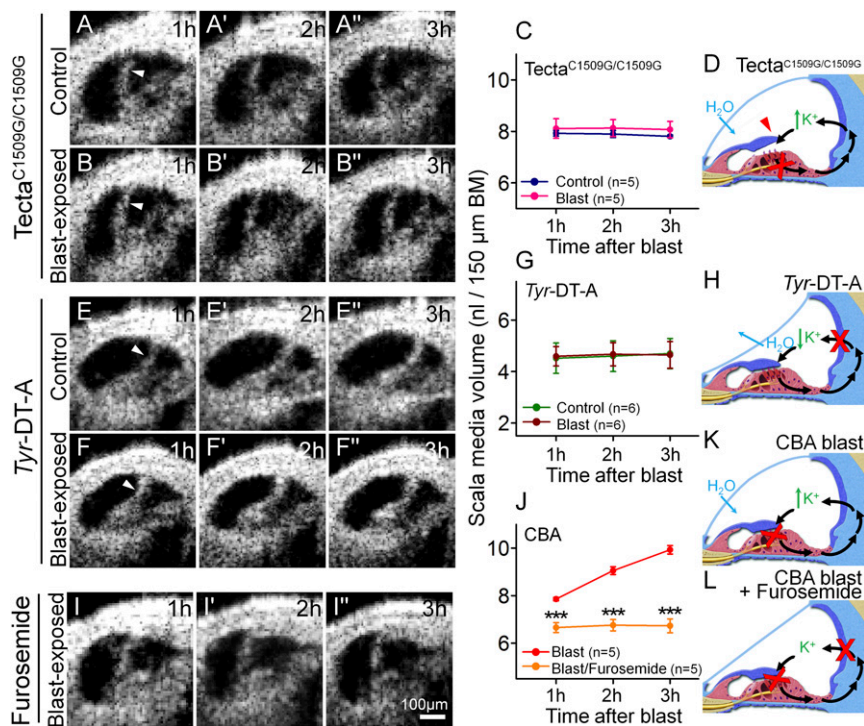 Tecta^C1509G/C1509G
Control
A 1h
A' 2h
A" 3h
Blast-exposed
B 1h
B' 2h
B" 3h
Tyr-DT-A
Control
E 1h
E' 2h
E" 3h
Blast-exposed
F 1h
F' 2h
F" 3h
Furosemide
Blast-exposed
I 1h
I' 2h
I" 3h
100µm
Scala media volume (nl / 150 µm BM)
C
Tecta^C1509G/C1509G
10
8
6
Control (n=5)
Blast (n=5)
1h 2h 3h
Time after blast
D Tecta^C1509G/C1509G
H₂O
↑K⁺
G
Tyr-DT-A
6
4
2
Control (n=6)
Blast (n=6)
1h 2h 3h
Time after blast
H Tyr-DT-A
H₂O
↓K⁺
J
CBA
10
8
6
*** *** ***
Blast (n=5)
Blast/Furosemide (n=5)
1h 2h 3h
Time after blast
K CBA blast
H₂O
↑K⁺
L CBA blast
+ Furosemide
K⁺